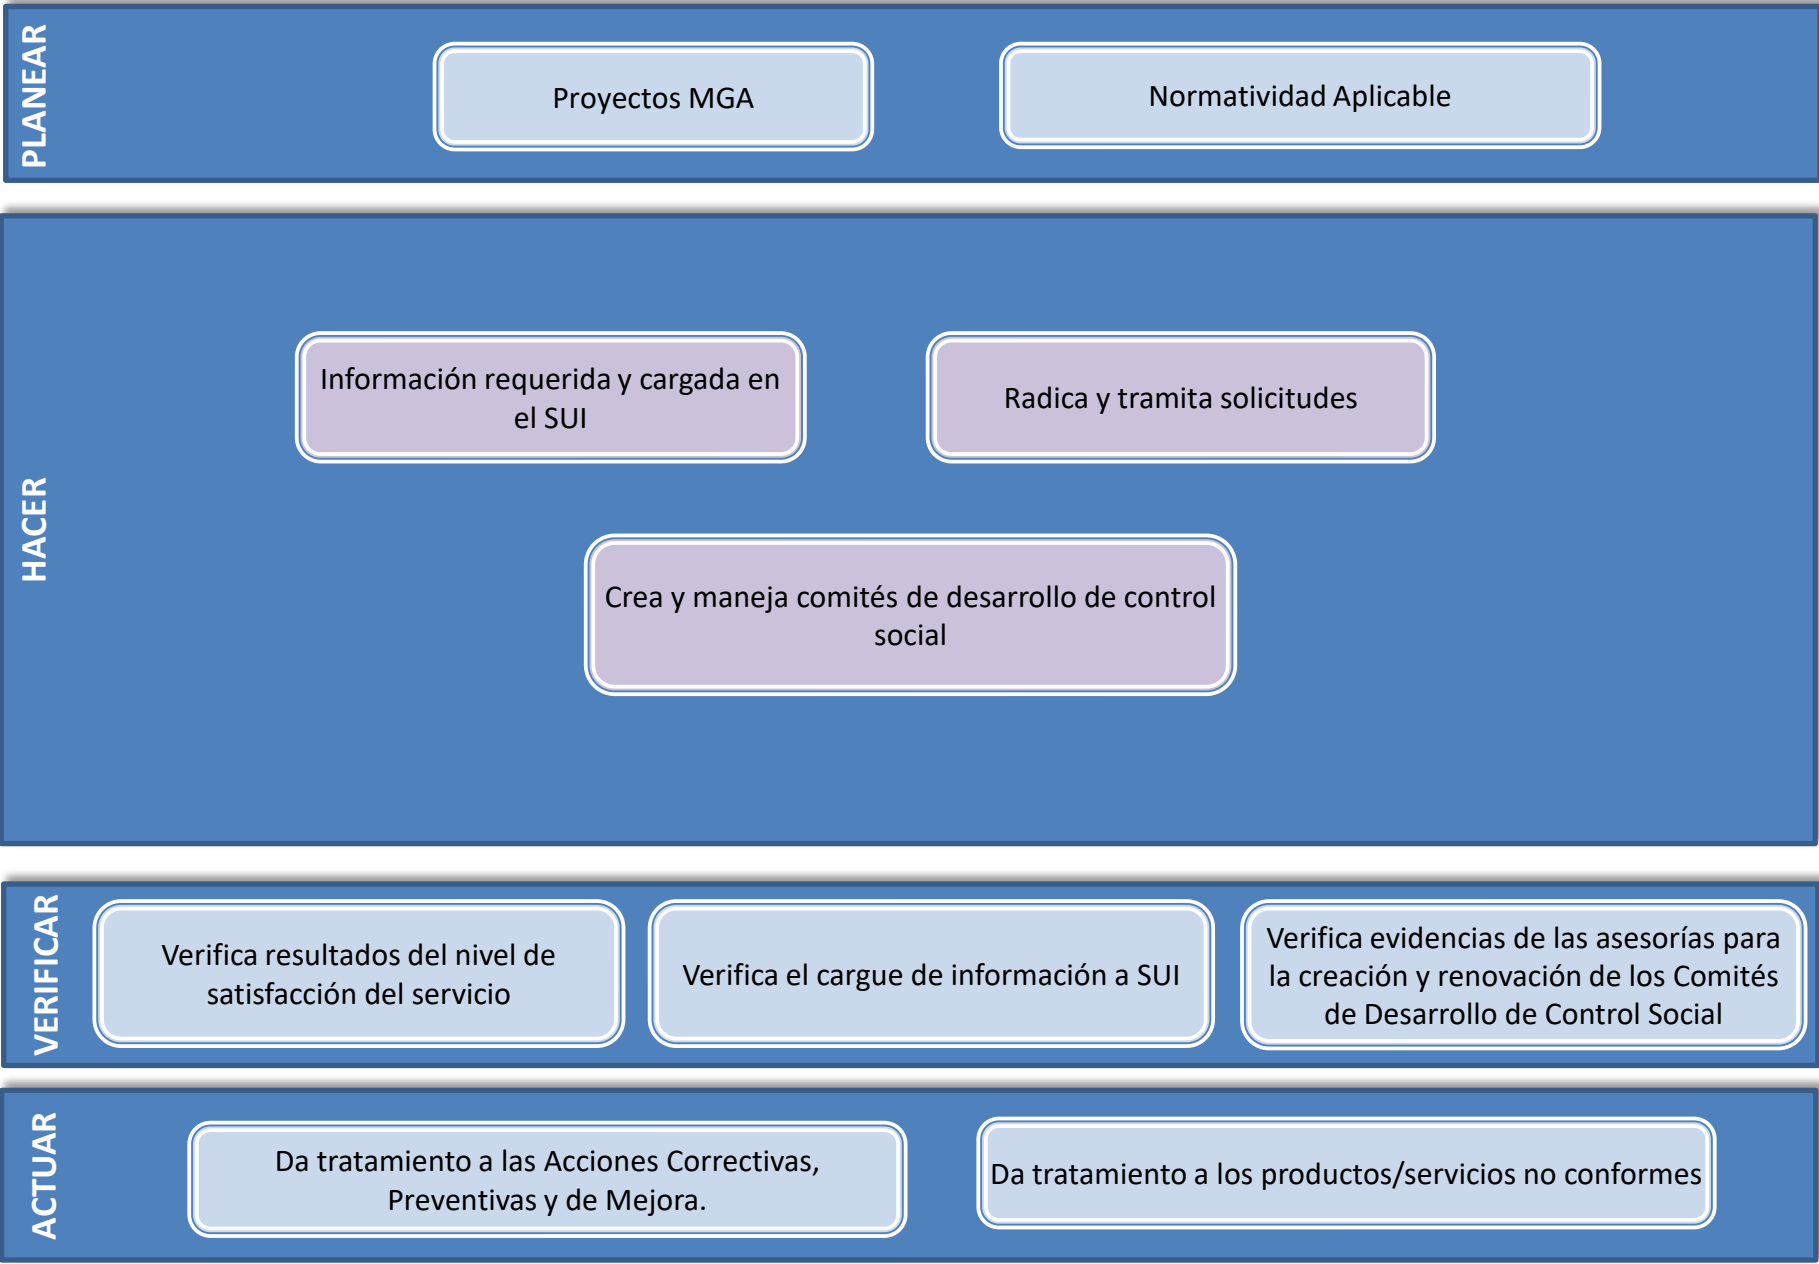 PLANEAR
Proyectos MGA
Normatividad Aplicable
HACER
Información requerida y cargada en
el SUI
Radica y tramita solicitudes
Crea y maneja comités de desarrollo de control
social
VERIFICAR
Verifica resultados del nivel de
satisfacción del servicio
Verifica el cargue de información a SUI
Verifica evidencias de las asesorías para
la creación y renovación de los Comités
de Desarrollo de Control Social
ACTUAR
Da tratamiento a las Acciones Correctivas,
Preventivas y de Mejora.
Da tratamiento a los productos/servicios no conformes